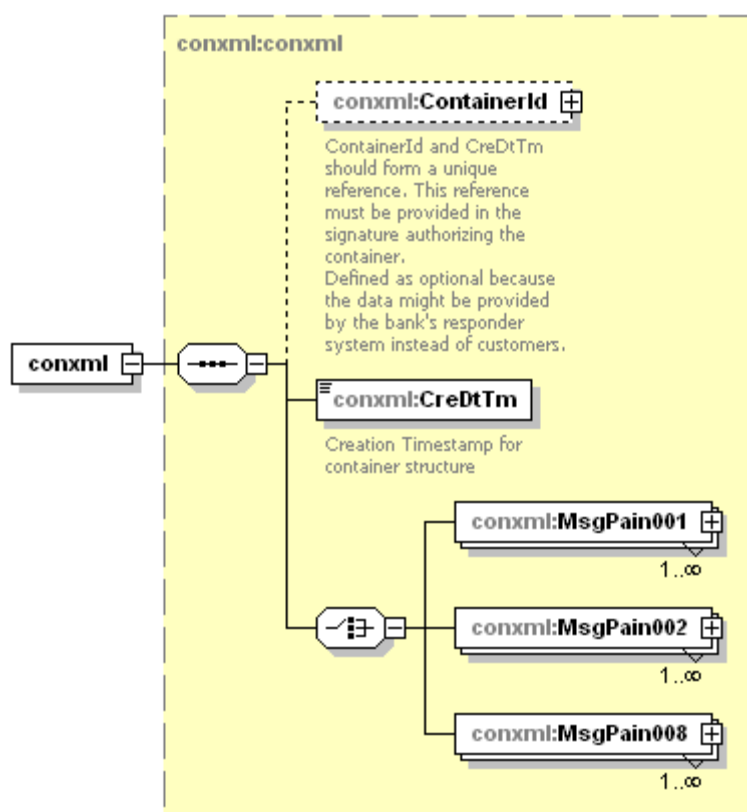 conxml:conxml
conxml:ContainerId
ContainerId and CreDtTm
should form a unique
reference. This reference
must be provided in the
signature authorizing the
container.
Defined as optional because
the data might be provided
by the bank's responder
system instead of customers.
conxml
conxml:CreDtTm
Creation Timestamp for
container structure
conxml:MsgPain001
1..∞
conxml:MsgPain002
1..∞
conxml:MsgPain008
1..∞